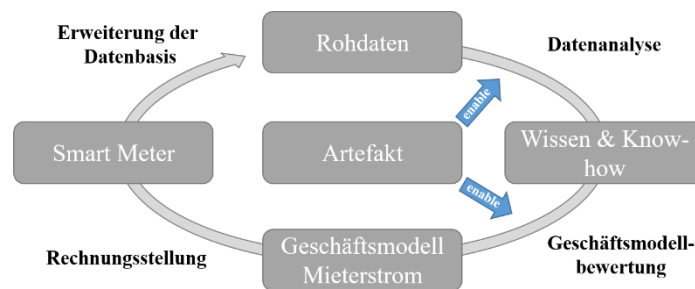 Erweiterung der
Datenbasis
Rohdaten
Datenanalyse
enable
Smart Meter
Artefakt
Wissen & Know-
how
enable
Rechnungsstellung
Geschäftsmodell
Mieterstrom
Geschäftsmodell-
bewertung